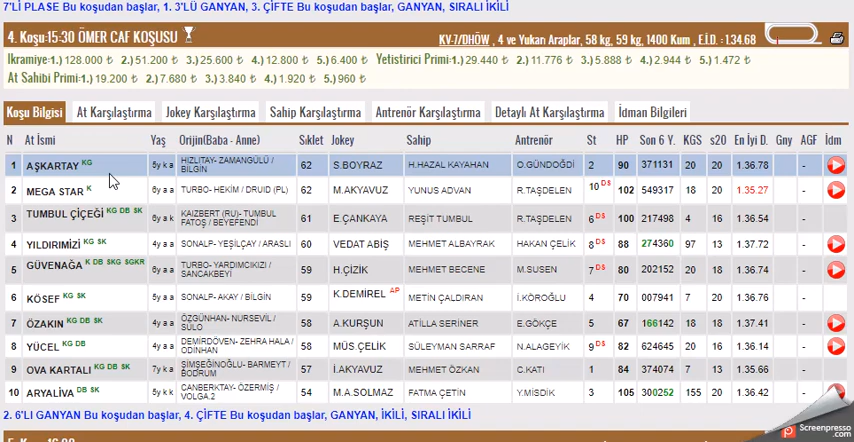 7'Lİ PLASE Bu koşudan başlar, 1. 3'LÜ GANYAN, 3. ÇİFTE Bu koşudan başlar, GANYAN, SIRALI İKİLİ
4. Koşu:15:30 ÖMER CAF KOŞUSU KV-7/DHÖW , 4 ve Yukarı Araplar, 58 kg, 59 kg, 1400 Kum , E.İ.D. :1.34.68
İkramiye:1.) 128.000 ₺ 2.) 51.200 ₺ 3.) 25.600 ₺ 4.) 12.800 ₺ 5.) 6.400 ₺ Yetiştirici Primi:1.) 29.440 ₺ 2.) 11.776 ₺ 3.) 5.888 ₺ 4.) 2.944 ₺ 5.) 1.472 ₺
At Sahibi Primi:1.) 19.200 ₺ 2.) 7.680 ₺ 3.) 3.840 ₺ 4.) 1.920 ₺ 5.) 960 ₺
Koşu Bilgisi At Karşılaştırma Jokey Karşılaştırma Sahip Karşılaştırma Antrenör Karşılaştırma Detaylı At Karşılaştırma İdman Bilgileri
N At İsmi Yaş Orijin(Baba - Anne) Sıklet Jokey Sahip Antrenör St HP Son 6 Y. KGS s20 En İyi D. Gny AGF İdm
1 AŞKARTAY KG 5y k a HIZLITAY- ZAMANGÜLÜ / BİLGİN 62 S.BOYRAZ H.HAZAL KAYAHAN O.GÜNDOĞDİ 2 90 371131 20 20 1.36.78 -
2 MEGA STAR K 6y a a TURBO- HEKİM / DRUID (PL) 62 M.AKYAVUZ YUNUS ADVAN R.TAŞDELEN 10 DS 102 549317 18 20 1.35.27 -
3 TUMBUL ÇİÇEĞİ KG DB SK 6y a k KAIZBERT (RU)- TUMBUL FATOŞ / BEYEFENDİ 61 E.ÇANKAYA REŞİT TUMBUL R.TAŞDELEN 6 DS 100 217498 4 16 1.36.54 -
4 YILDIRIMİZİ KG SK 4y a a SONALP- YEŞİLÇAY / ARASLI 60 VEDAT ABİŞ MEHMET ALBAYRAK HAKAN ÇELİK 8 DS 88 274360 97 13 1.37.72 -
5 GÜVENAĞA K DB SKG SGKR 6y a a TURBO- YARDIMCIKIZI / SANCAKBEYİ 59 H.ÇİZİK MEHMET BECENE M.SUSEN 7 DS 80 202152 20 18 1.36.74 -
6 KÖSEF KG SK 5y a a SONALP- AKAY / BİLGİN 59 K.DEMİREL AP METİN ÇALDIRAN İ.KÖROĞLU 4 70 007941 7 20 1.36.76 -
7 ÖZAKIN KG DB SK 4y a a ÖZGÜNHAN- NURSEVİL / SULO 58 A.KURŞUN ATİLLA SERİNER E.GÖKÇE 5 67 166142 18 18 1.37.41 -
8 YÜCEL KG DB 4y a a DEMİRDÖVEN- ZEHRA HALA / ODİNHAN 58 MÜS.ÇELİK SÜLEYMAN SARRAF N.ALAGEYİK 9 DS 82 624645 20 16 1.37.14 -
9 OVA KARTALI KG DB SK 7y k a ŞİMŞEĞİNOĞLU- BARMEYT / BODRUM 57 İ.AKYAVUZ MEHMET ÖZKAN C.KATI 1 84 374074 7 13 1.35.66 -
10 ARYALİVA DB SK 5y k k CANBERKTAY- ÖZERMİŞ / VOLGA.2 54 M.A.SOLMAZ FATMA ÇETİN Y.MİSDİK 3 105 300252 155 20 1.36.42 -
2. 6'LI GANYAN Bu koşudan başlar, 4. ÇİFTE Bu koşudan başlar, GANYAN, İKİLİ, SIRALI İKİLİ
Screenpresso
.com